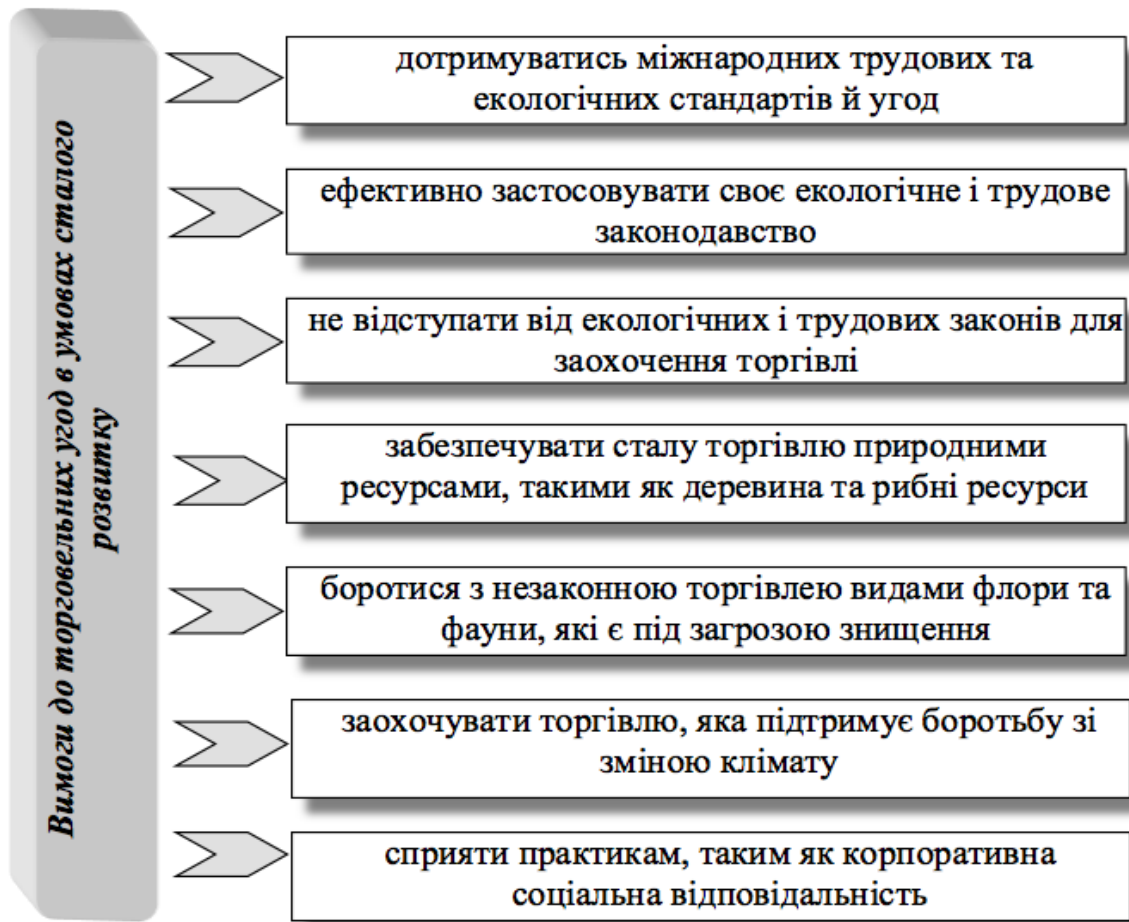 Вимоги до торговельних угод в умовах сталого
розвитку
дотримуватись міжнародних трудових та
екологічних стандартів й угод
ефективно застосовувати своє екологічне і трудове
законодавство
не відступати від екологічних і трудових законів для
заохочення торгівлі
забезпечувати сталу торгівлю природними
ресурсами, такими як деревина та рибні ресурси
боротися з незаконною торгівлею видами флори та
фауни, які є під загрозою знищення
заохочувати торгівлю, яка підтримує боротьбу зі
зміною клімату
сприяти практикам, таким як корпоративна
соціальна відповідальність